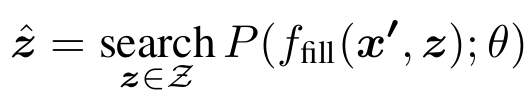 ẑ = search P(f_fill(x′, z); θ)
z∈Z